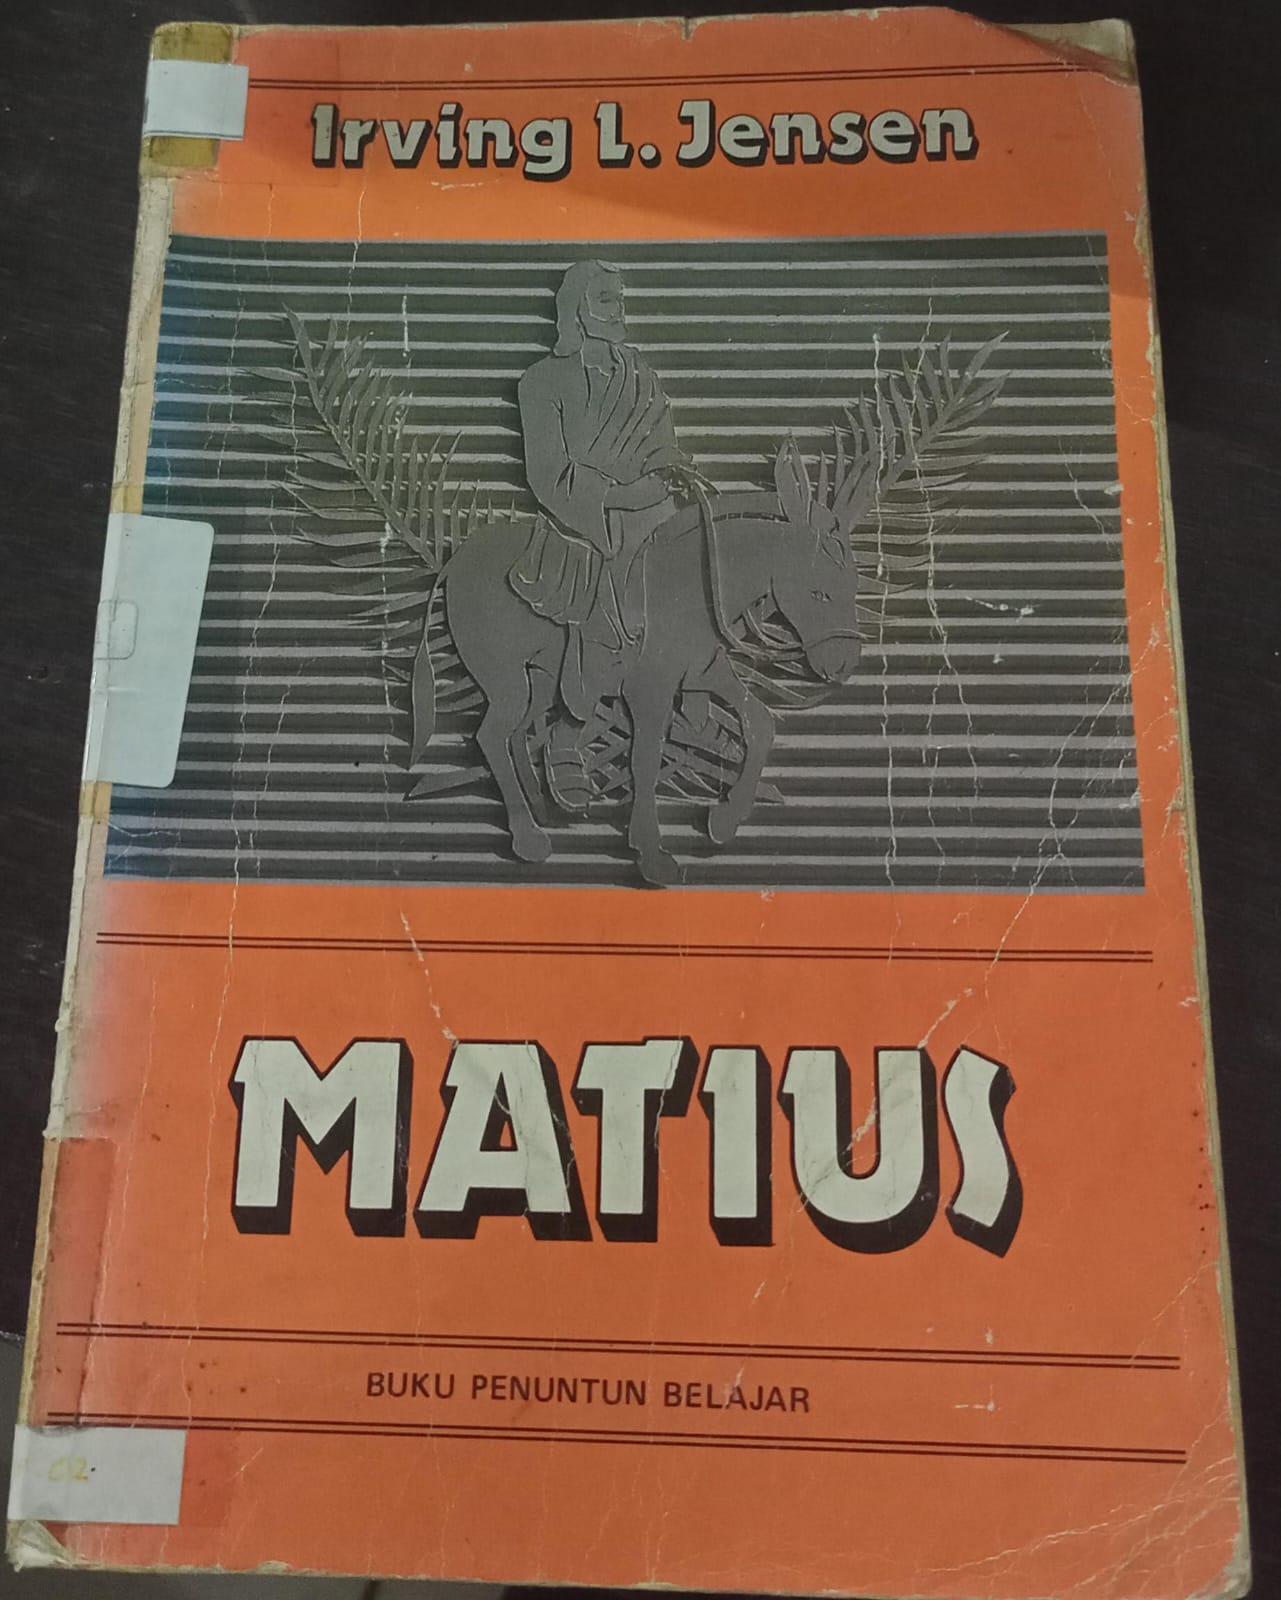 Irving L. Jensen
MATIUS
BUKU PENUNTUN BELAJAR